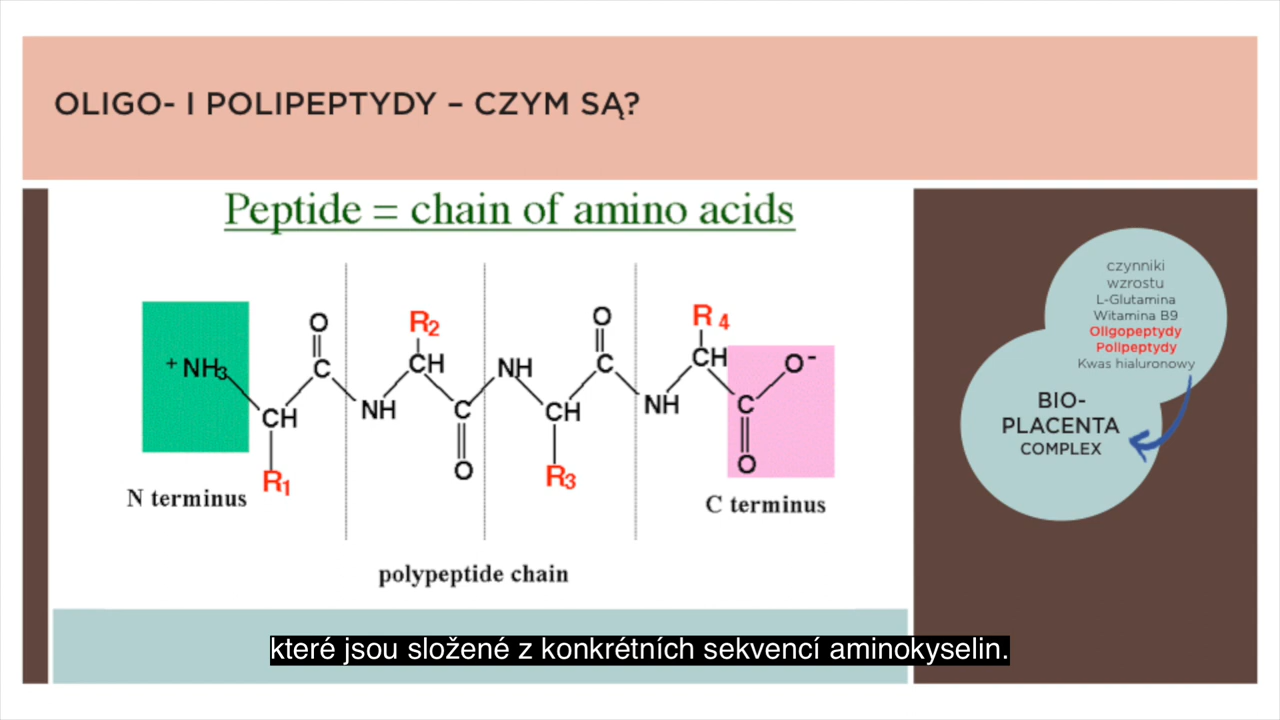 OLIGO- I POLIPEPTYDY – CZYM SĄ?
Peptide = chain of amino acids
+NH3
CH
R1
O
C
NH
R2
CH
C
O
NH
CH
R3
O
C
NH
R4
CH
C
O
O-
N terminus
C terminus
polypeptide chain
czynniki
wzrostu
L-Glutamina
Witamina B9
Oligopeptydy
Polipeptydy
Kwas hialuronowy
BIO-
PLACENTA
COMPLEX
které jsou složené z konkrétních sekvencí aminokyselin.